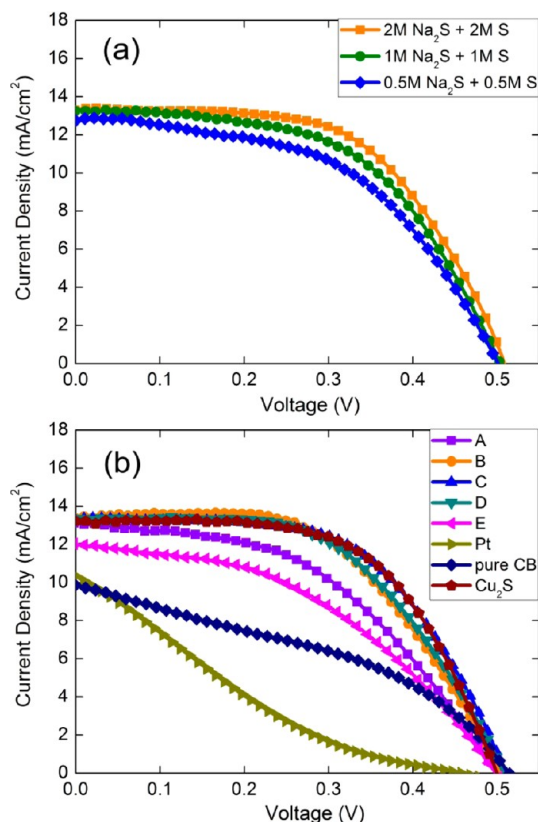 (a)
2M Na₂S + 2M S
1M Na₂S + 1M S
0.5M Na₂S + 0.5M S
18
16
14
12
10
8
6
4
2
0
Current Density (mA/cm²)
0.0 0.1 0.2 0.3 0.4 0.5
Voltage (V)
(b)
A
B
C
D
E
Pt
pure CB
Cu₂S
18
16
14
12
10
8
6
4
2
0
Current Density (mA/cm²)
0.0 0.1 0.2 0.3 0.4 0.5
Voltage (V)